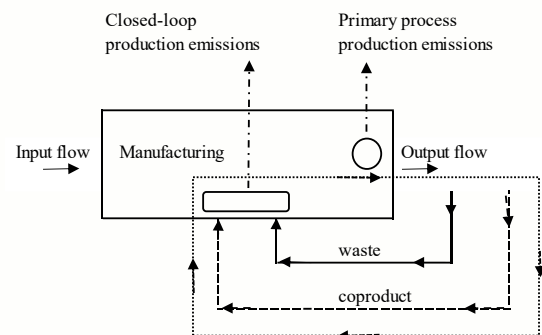 Closed-loop
production emissions
Primary process
production emissions
Input flow
Manufacturing
Output flow
waste
coproduct